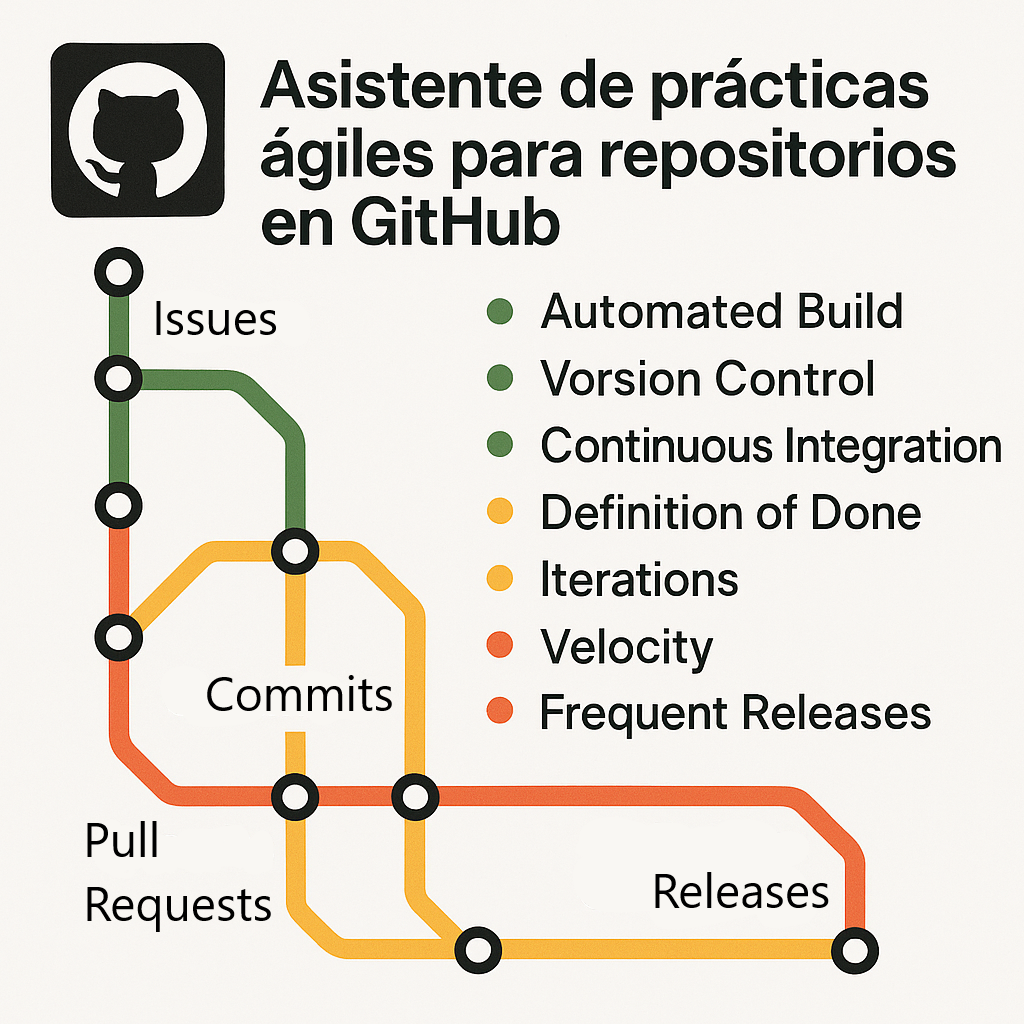 Asistente de prácticas
ágiles para repositorios
en GitHub
Issues
Automated Build
Vorsion Control
Continuous Integration
Definition of Done
Iterations
Velocity
Frequent Releases
Commits
Pull
Requests
Releases